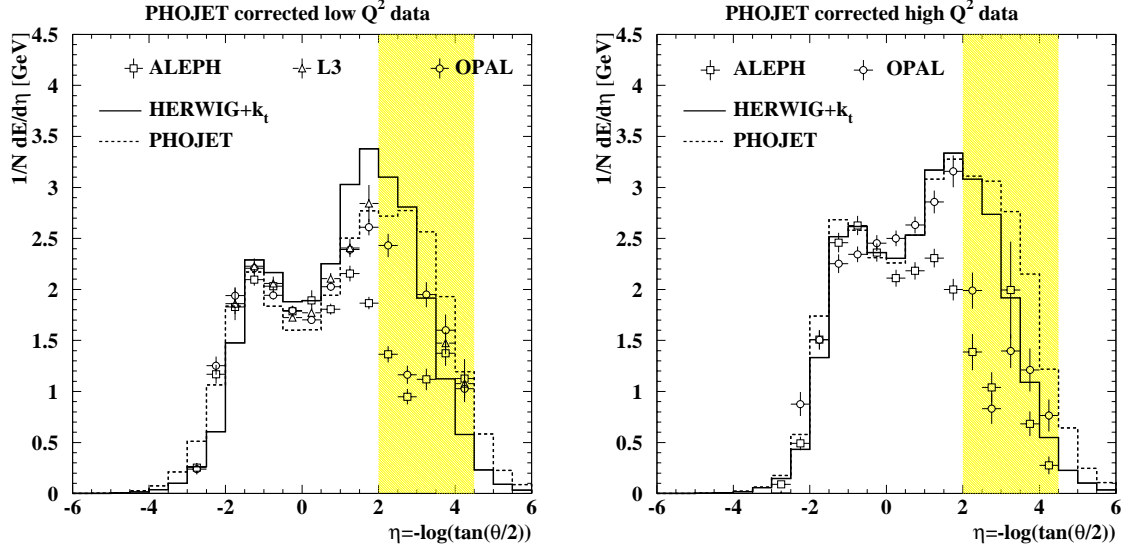 PHOJET corrected low Q² data
1/N dE/dη [GeV]
4.5
4
3.5
3
2.5
2
1.5
1
0.5
0
ALEPH L3 OPAL
HERWIG+kₜ
PHOJET
-6 -4 -2 0 2 4 6
η=-log(tan(θ/2))
PHOJET corrected high Q² data
1/N dE/dη [GeV]
4.5
4
3.5
3
2.5
2
1.5
1
0.5
0
ALEPH OPAL
HERWIG+kₜ
PHOJET
-6 -4 -2 0 2 4 6
η=-log(tan(θ/2))